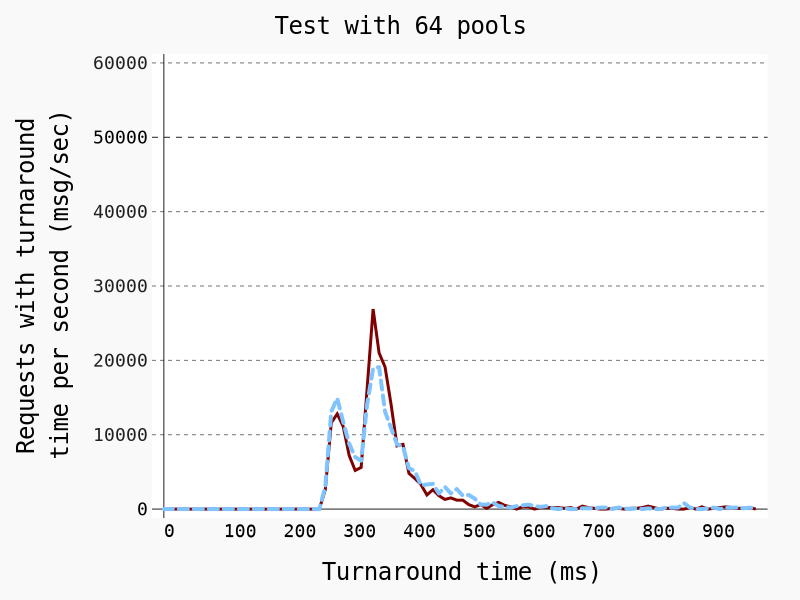 Test with 64 pools
60000
50000
40000
30000
20000
10000
0
Requests with turnaround
time per second (msg/sec)
0 100 200 300 400 500 600 700 800 900
Turnaround time (ms)